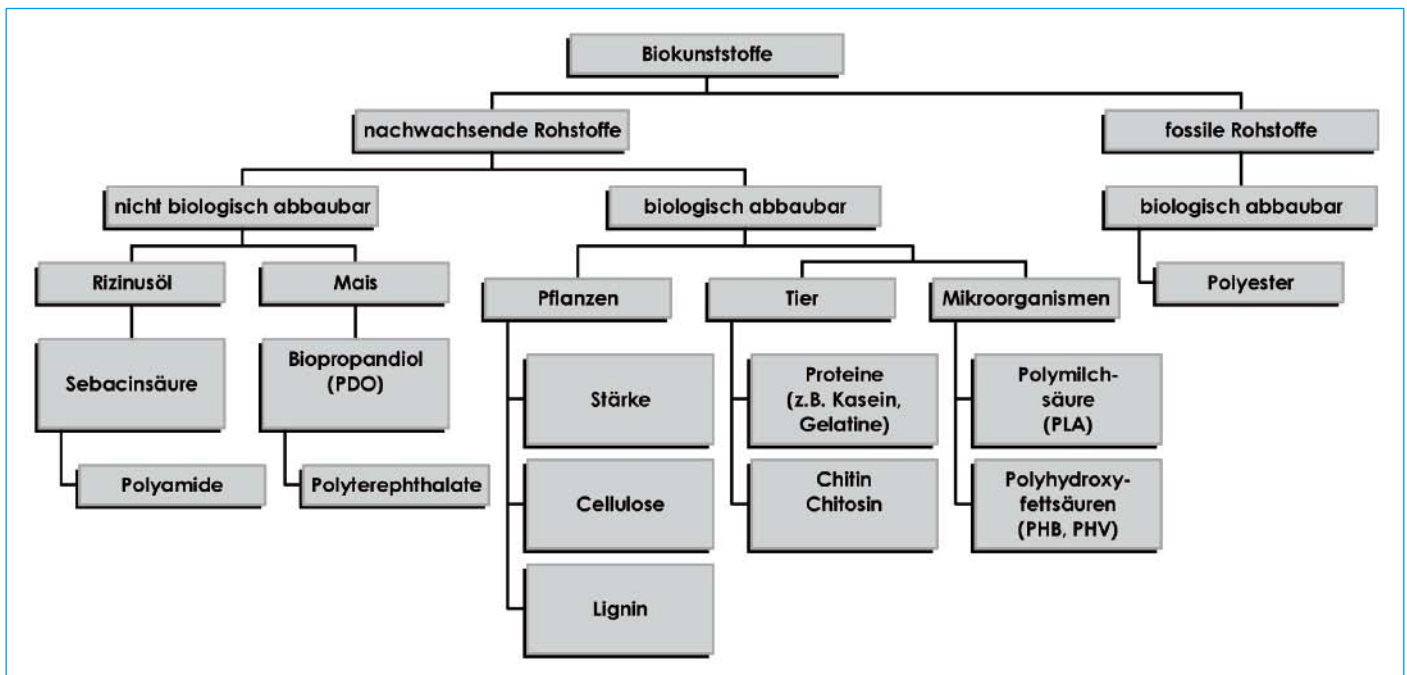 Biokunststoffe
nachwachsende Rohstoffe
fossile Rohstoffe
nicht biologisch abbaubar
biologisch abbaubar
biologisch abbaubar
Rizinusöl
Mais
Pflanzen
Tier
Mikroorganismen
Polyester
Sebacinsäure
Biopropandiol
(PDO)
Stärke
Proteine
(z.B. Kasein,
Gelatine)
Polymilch-
säure
(PLA)
Polyamide
Polyterephthalate
Cellulose
Chitin
Chitosin
Polyhydroxy-
fettsäuren
(PHB, PHV)
Lignin